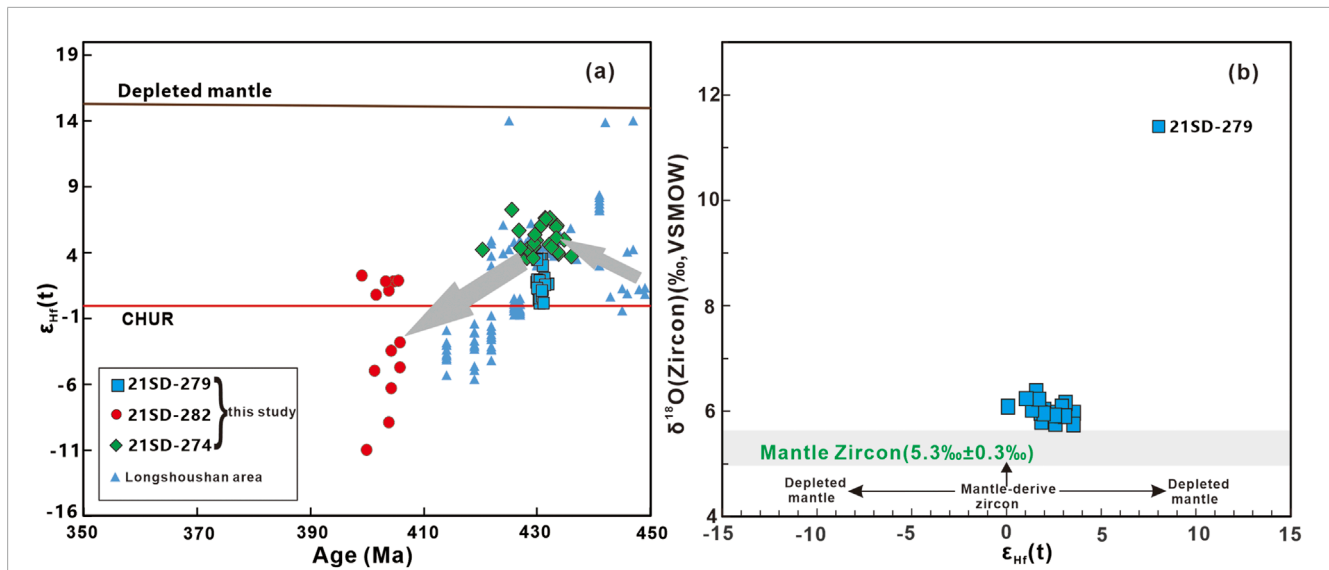 19
14
9
4
-1
-6
-11
-16
350
370
390
410
430
450
εHf(t)
Age (Ma)
(a)
Depleted mantle
CHUR
21SD-279
21SD-282
21SD-274
this study
Longshoushan area
12
10
8
6
4
-15
-10
-5
0
5
10
15
δ18O(Zircon)(‰,VSMOW)
εHf(t)
(b)
21SD-279
Mantle Zircon(5.3‰±0.3‰)
Depleted
mantle
Mantle-derive
zircon
Depleted
mantle